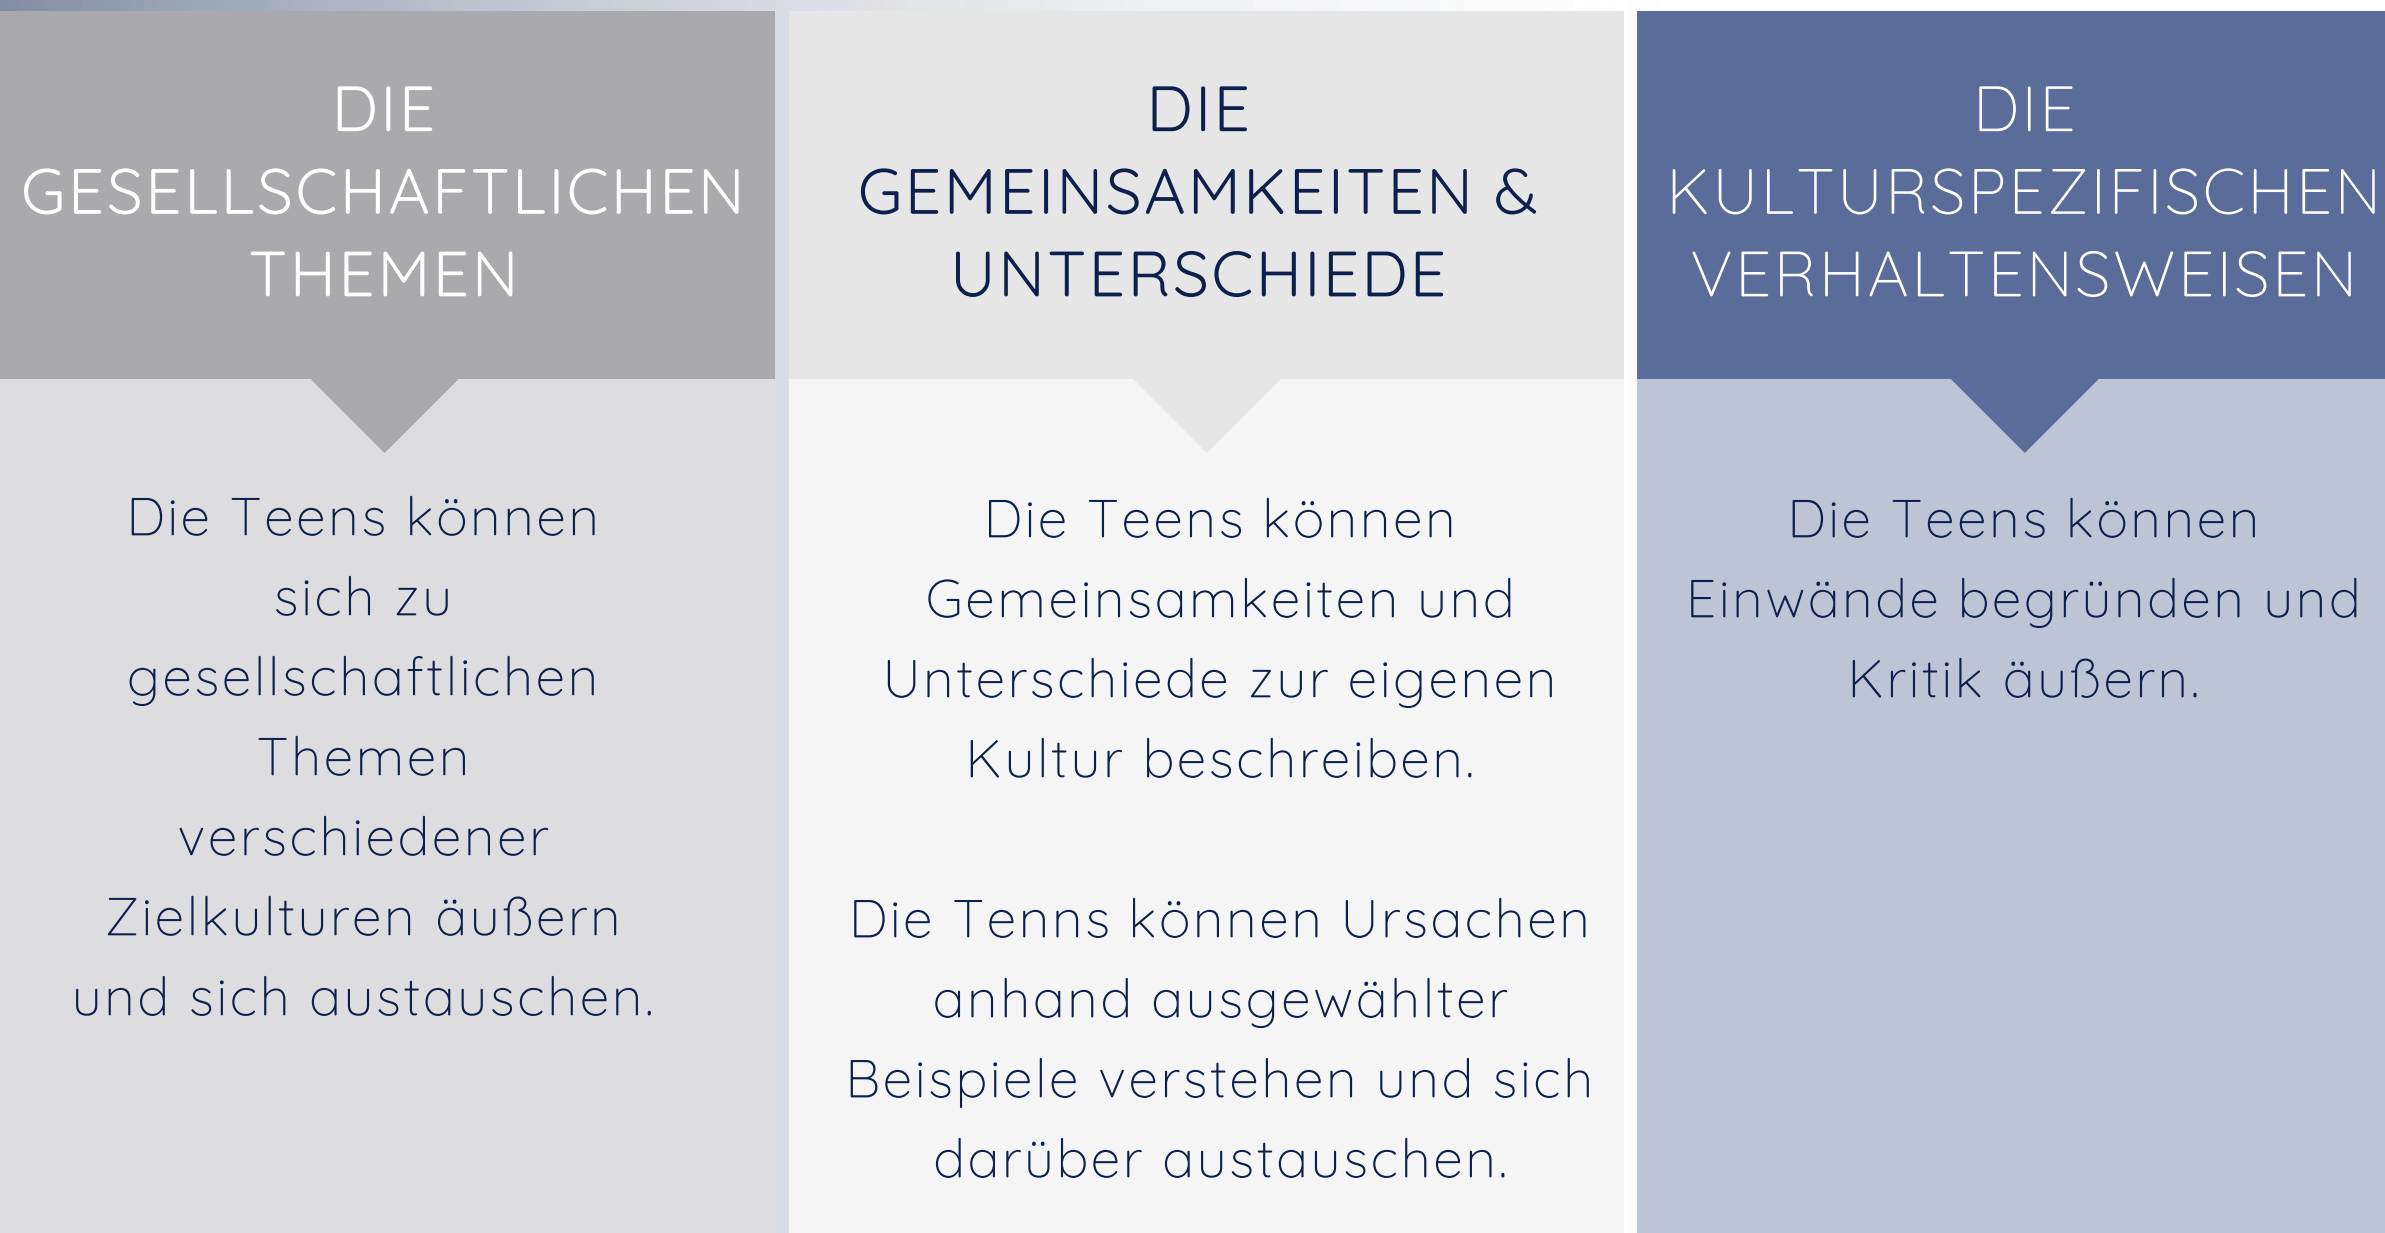 DIE
GESELLSCHAFTLICHEN
THEMEN
Die Teens können
sich zu
gesellschaftlichen
Themen
verschiedener
Zielkulturen äußern
und sich austauschen.
DIE
GEMEINSAMKEITEN &
UNTERSCHIEDE
Die Teens können
Gemeinsamkeiten und
Unterschiede zur eigenen
Kultur beschreiben.
Die Tenns können Ursachen
anhand ausgewählter
Beispiele verstehen und sich
darüber austauschen.
DIE
KULTURSPEZIFISCHEN
VERHALTENSWEISEN
Die Teens können
Einwände begründen und
Kritik äußern.